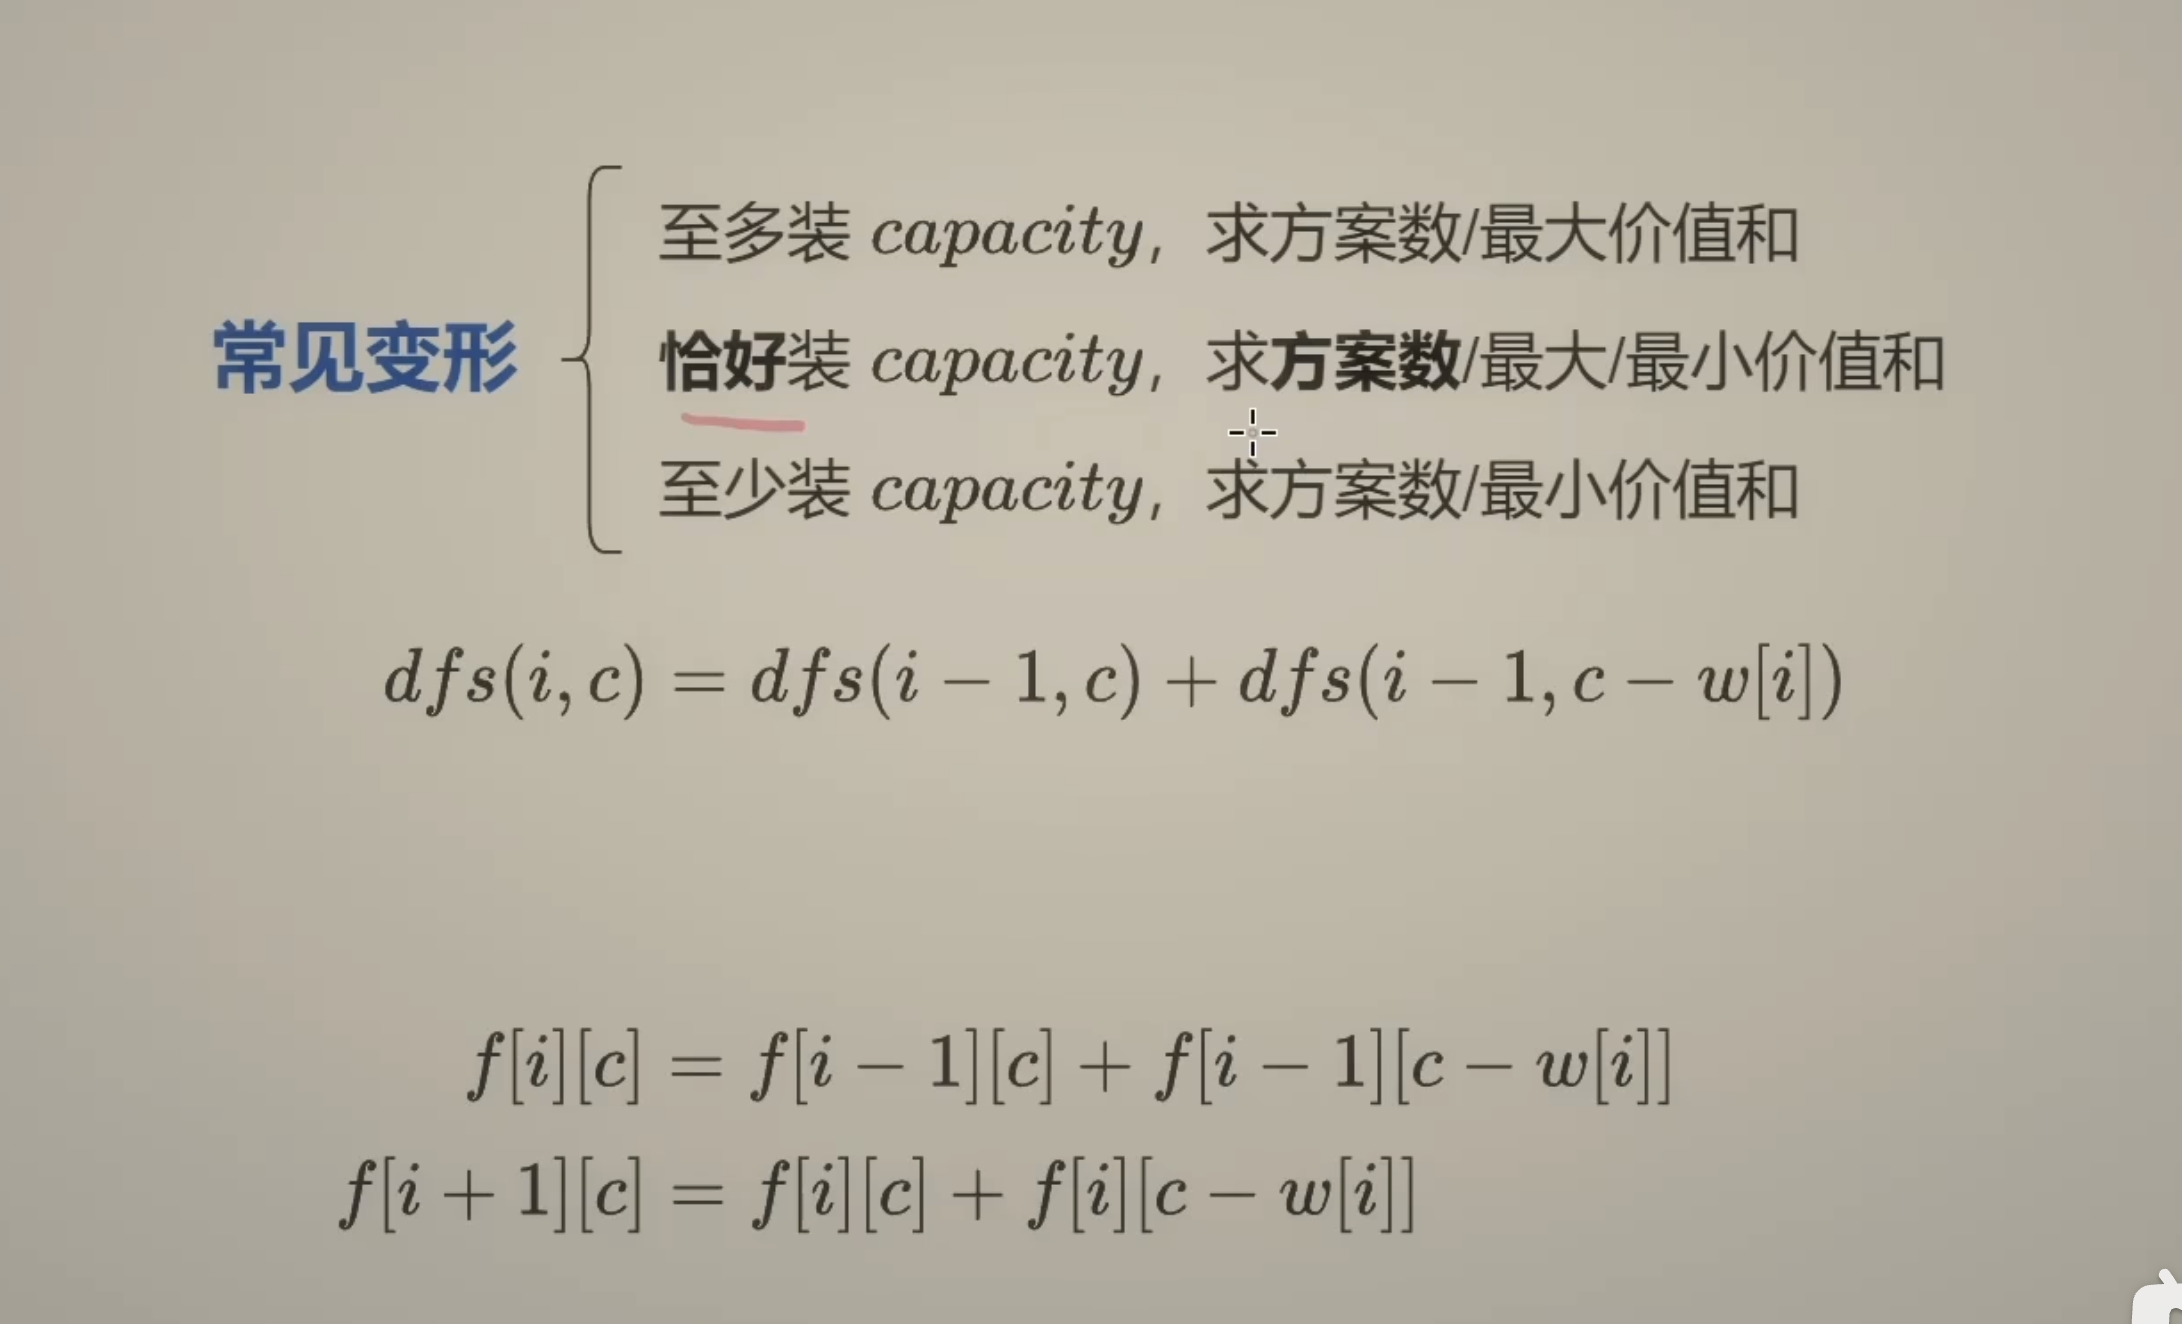 常见变形
至多装 capacity，求方案数/最大价值和
恰好装 capacity，求方案数/最大/最小价值和
至少装 capacity，求方案数/最小价值和
dfs(i, c) = dfs(i − 1, c) + dfs(i − 1, c − w[i])
f[i][c] = f[i − 1][c] + f[i − 1][c − w[i]]
f[i + 1][c] = f[i][c] + f[i][c − w[i]]